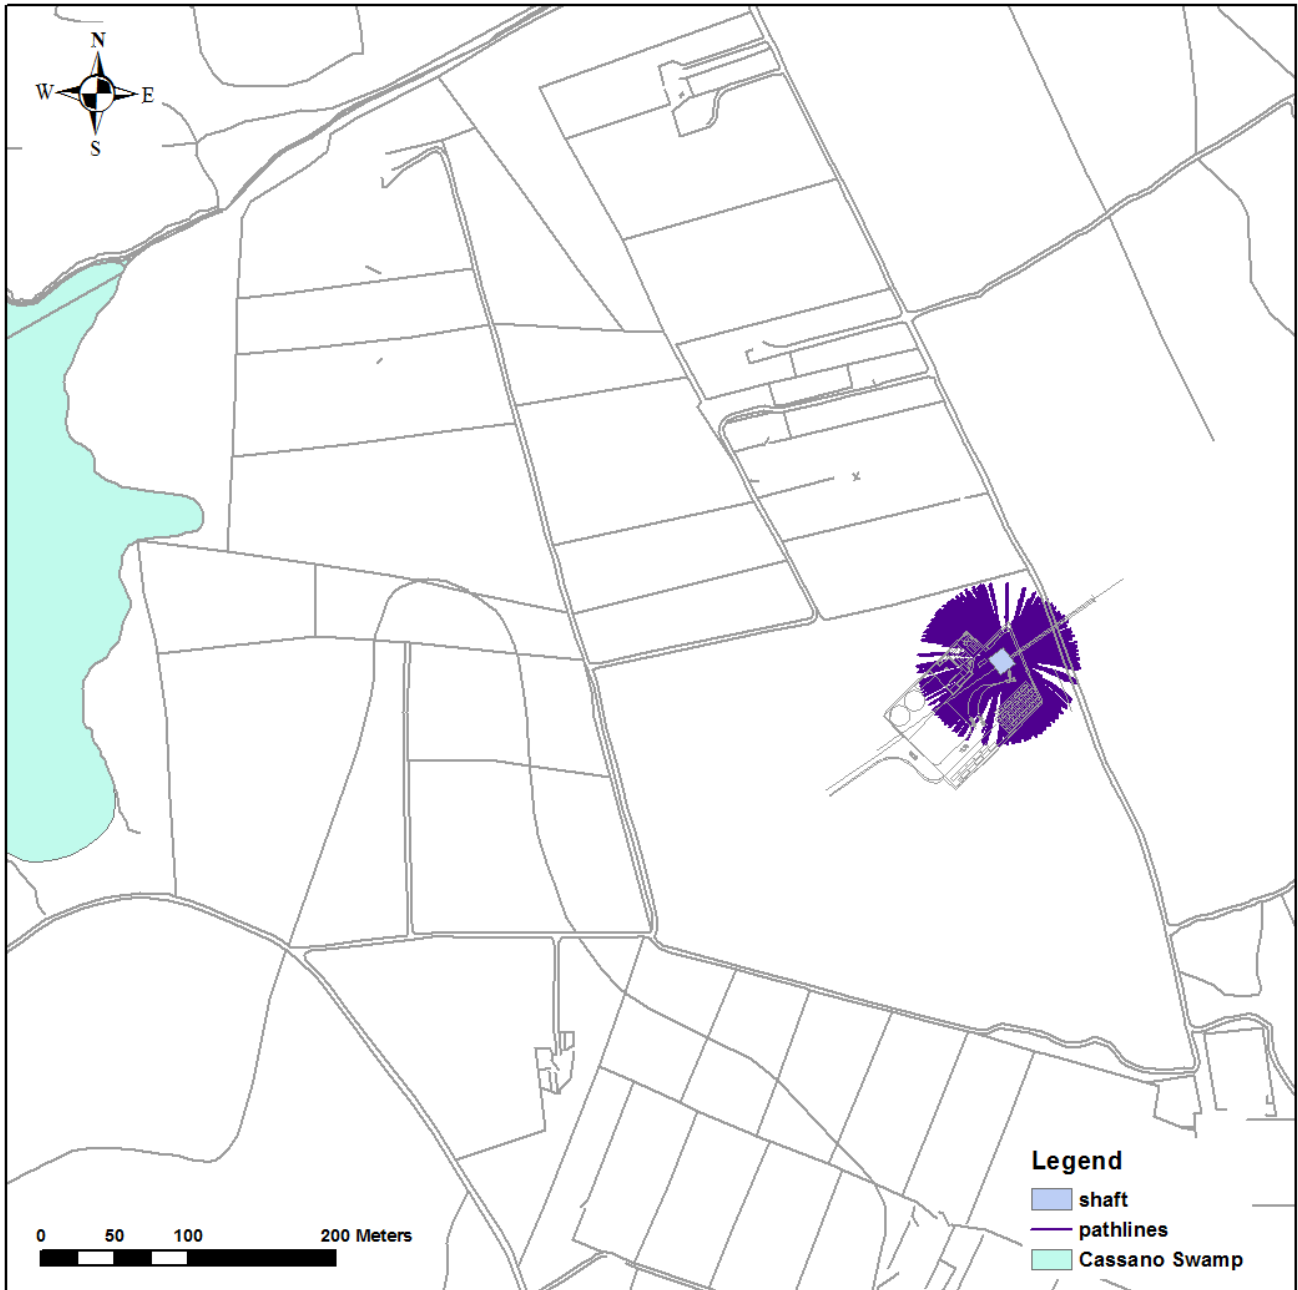 N
W E
S
Legend
shaft
pathlines
Cassano Swamp
0 50 100 200 Meters